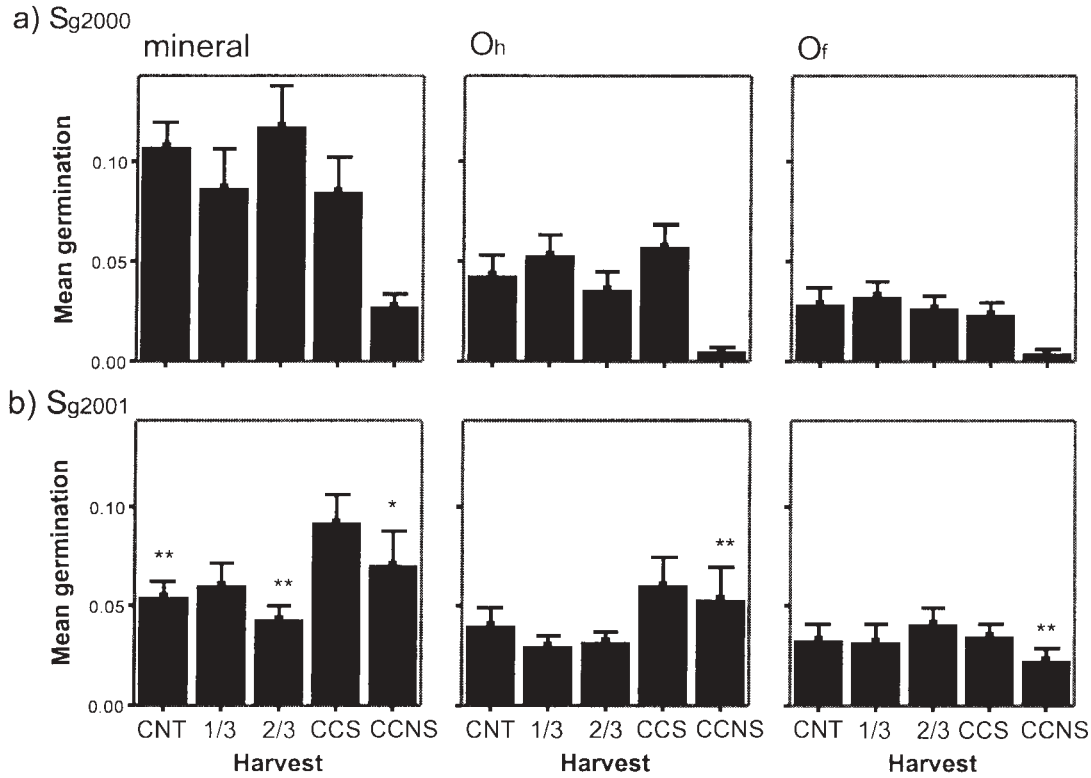 a) Sg2000
mineral Oh Of
Mean germination
0.10
0.05
0.00
b) Sg2001
Mean germination
0.10
0.05
0.00
** ** *
**
**
CNT 1/3 2/3 CCS CCNS CNT 1/3 2/3 CCS CCNS CNT 1/3 2/3 CCS CCNS
Harvest Harvest Harvest